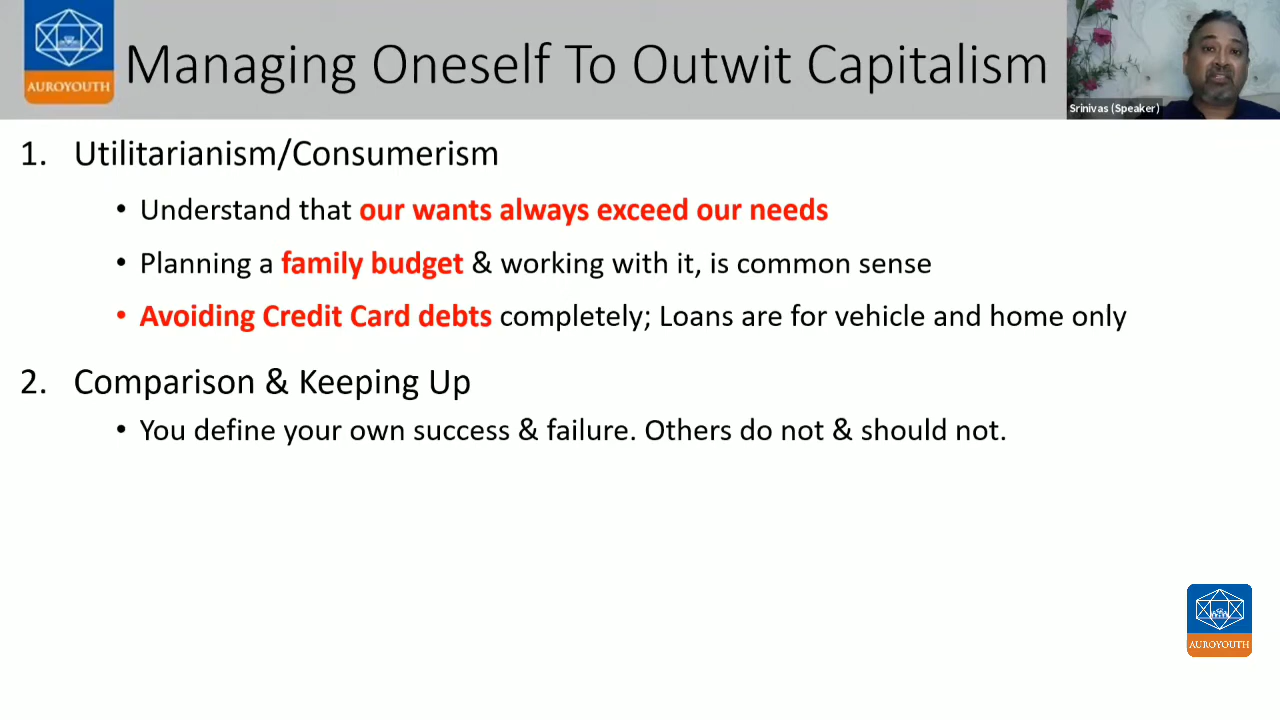 AUROYOUTH
Managing Oneself To Outwit Capitalism
Srinivas (Speaker)
1. Utilitarianism/Consumerism
• Understand that our wants always exceed our needs
• Planning a family budget & working with it, is common sense
• Avoiding Credit Card debts completely; Loans are for vehicle and home only
2. Comparison & Keeping Up
• You define your own success & failure. Others do not & should not.
AUROYOUTH